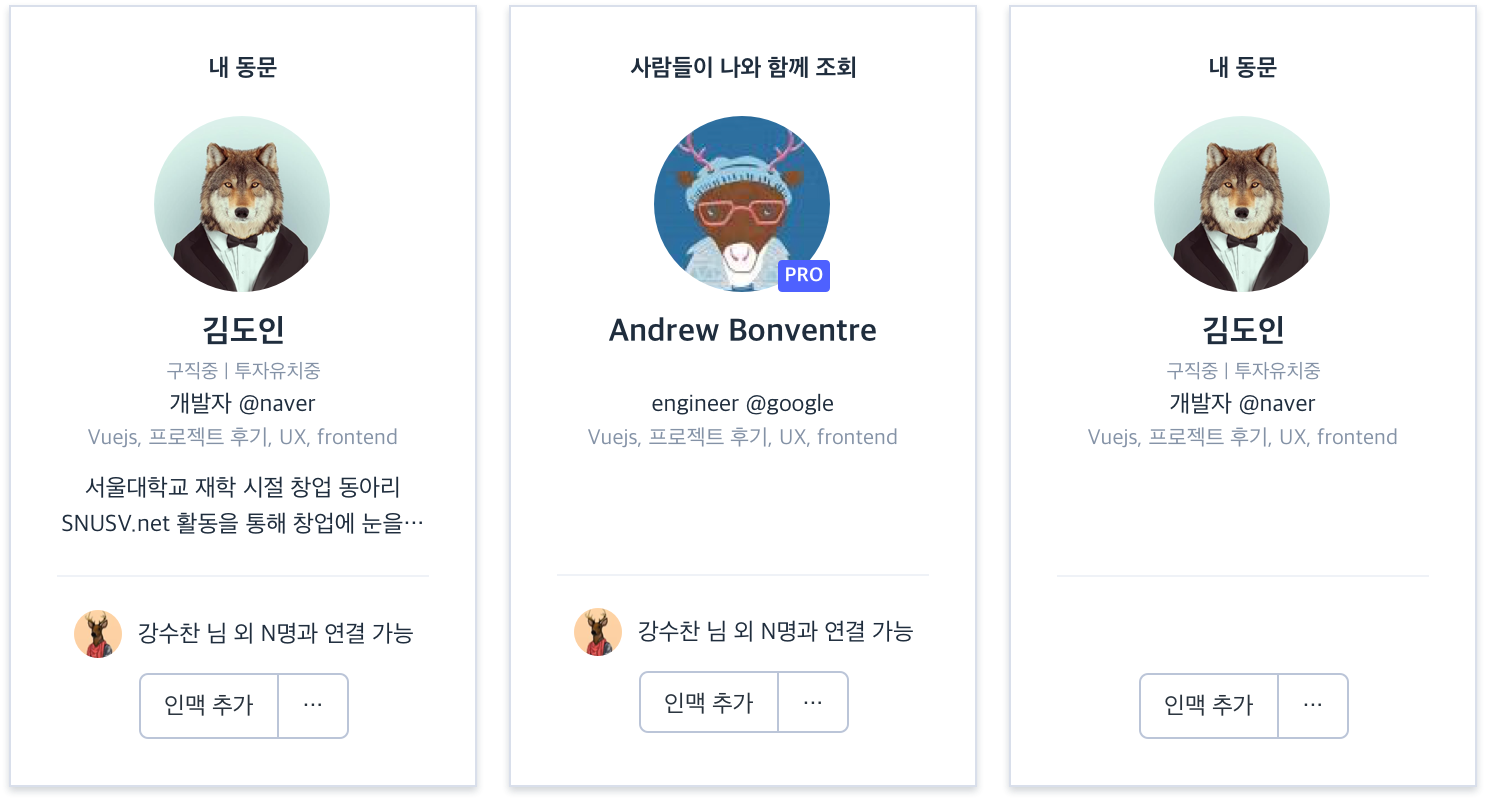 내 동문
김도인
구직중 | 투자유치중
개발자 @naver
Vuejs, 프로젝트 후기, UX, frontend
서울대학교 재학 시절 창업 동아리
SNUSV.net 활동을 통해 창업에 눈을···
강수찬 님 외 N명과 연결 가능
인맥 추가
···
사람들이 나와 함께 조회
PRO
Andrew Bonventre
engineer @google
Vuejs, 프로젝트 후기, UX, frontend
강수찬 님 외 N명과 연결 가능
인맥 추가
···
내 동문
김도인
구직중 | 투자유치중
개발자 @naver
Vuejs, 프로젝트 후기, UX, frontend
인맥 추가
···